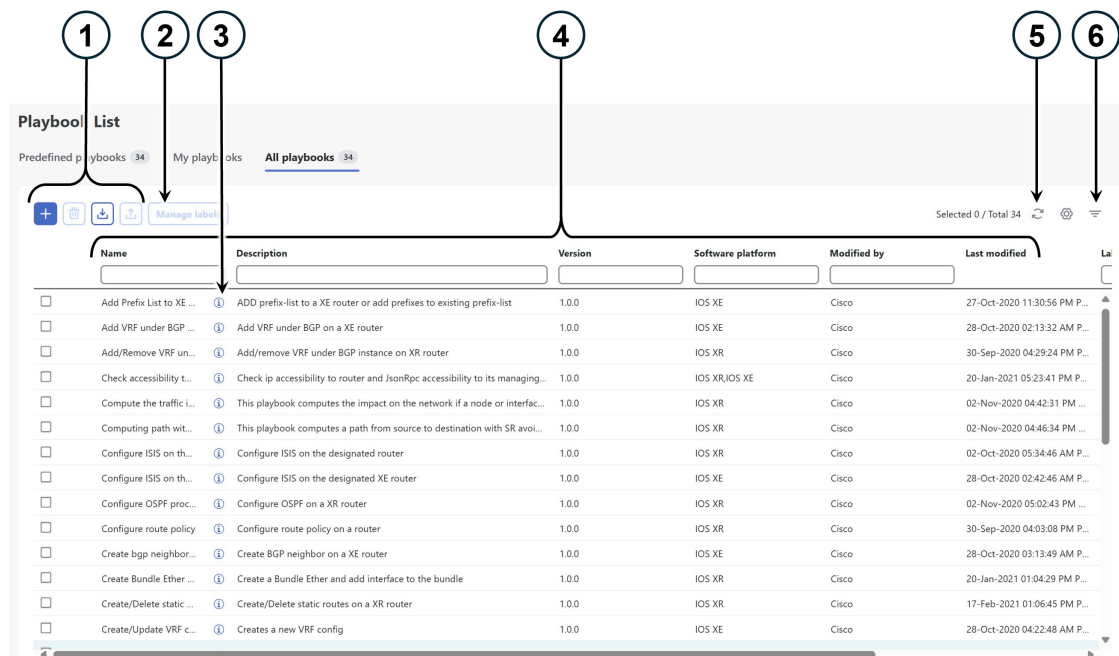 1 2 3 4 5 6
Playbook List
Predefined playbooks 34 My playbooks All playbooks 34
Manage labels Selected 0 / Total 34
Name Description Version Software platform Modified by Last modified Lal
Add Prefix List to XE ... ADD prefix-list to a XE router or add prefixes to existing prefix-list 1.0.0 IOS XE Cisco 27-Oct-2020 11:30:56 PM P...
Add VRF under BGP ... Add VRF under BGP on a XE router 1.0.0 IOS XE Cisco 28-Oct-2020 02:13:32 AM P...
Add/Remove VRF un... Add/remove VRF under BGP instance on XR router 1.0.0 IOS XR Cisco 30-Sep-2020 04:29:24 PM P...
Check accessibility t... Check ip accessibility to router and JsonRpc accessibility to its managing... 1.0.0 IOS XR,IOS XE Cisco 20-Jan-2021 05:23:41 PM P...
Compute the traffic i... This playbook computes the impact on the network if a node or interfac... 1.0.0 IOS XR Cisco 02-Nov-2020 04:42:31 PM ...
Computing path wit... This playbook computes a path from source to destination with SR avoi... 1.0.0 IOS XR Cisco 02-Nov-2020 04:46:34 PM ...
Configure ISIS on th... Configure ISIS on the designated router 1.0.0 IOS XR Cisco 02-Oct-2020 05:34:46 AM P...
Configure ISIS on th... Configure ISIS on the designated XE router 1.0.0 IOS XE Cisco 28-Oct-2020 02:42:46 AM P...
Configure OSPF proc... Configure OSPF on a XR router 1.0.0 IOS XR Cisco 02-Nov-2020 05:02:43 PM ...
Configure route policy Configure route policy on a router 1.0.0 IOS XR Cisco 30-Sep-2020 04:03:08 PM P...
Create bgp neighbor... Create BGP neighbor on a XE router 1.0.0 IOS XE Cisco 28-Oct-2020 03:13:49 AM P...
Create Bundle Ether ... Create a Bundle Ether and add interface to the bundle 1.0.0 IOS XR Cisco 20-Jan-2021 01:04:29 PM P...
Create/Delete static ... Create/Delete static routes on a XR router 1.0.0 IOS XR Cisco 17-Feb-2021 01:06:45 PM P...
Create/Update VRF c... Creates a new VRF config 1.0.0 IOS XE Cisco 28-Oct-2020 04:22:48 AM P...